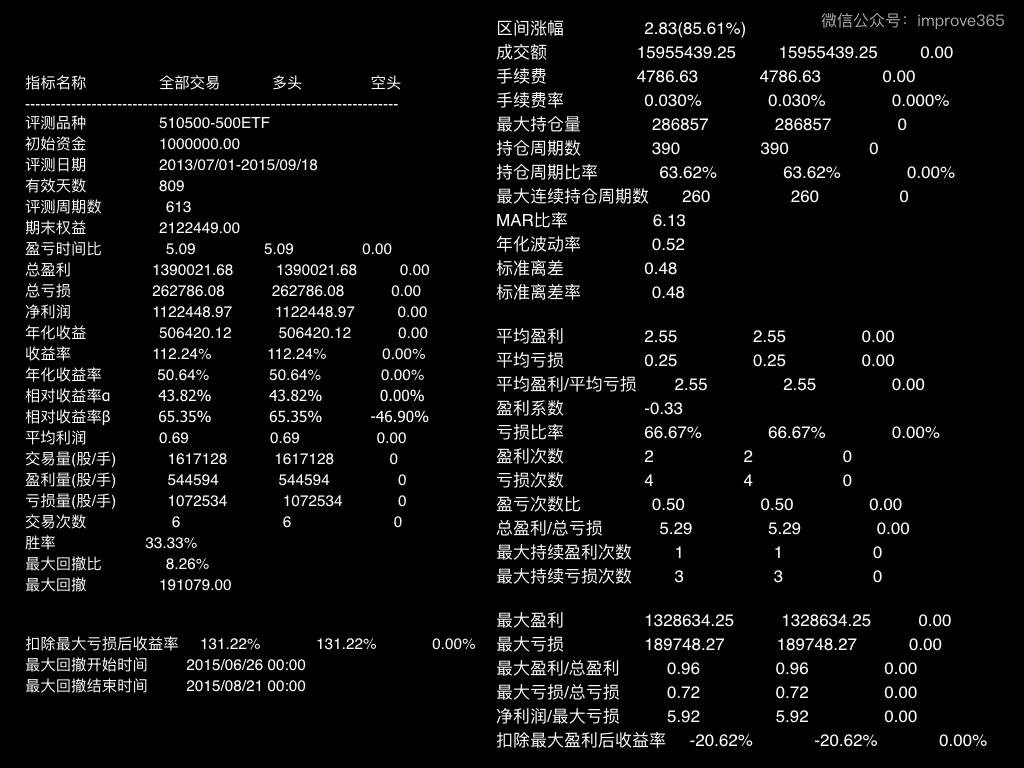 微信公众号：improve365
指标名称 全部交易 多头 空头
--------------------------------------------------------------------------
评测品种 510500-500ETF
初始资金 1000000.00
评测日期 2013/07/01-2015/09/18
有效天数 809
评测周期数 613
期末权益 2122449.00
盈亏时间比 5.09 5.09 0.00
总盈利 1390021.68 1390021.68 0.00
总亏损 262786.08 262786.08 0.00
净利润 1122448.97 1122448.97 0.00
年化收益 506420.12 506420.12 0.00
收益率 112.24% 112.24% 0.00%
年化收益率 50.64% 50.64% 0.00%
相对收益率α 43.82% 43.82% 0.00%
相对收益率β 65.35% 65.35% -46.90%
平均利润 0.69 0.69 0.00
交易量(股/手) 1617128 1617128 0
盈利量(股/手) 544594 544594 0
亏损量(股/手) 1072534 1072534 0
交易次数 6 6 0
胜率 33.33%
最大回撤比 8.26%
最大回撤 191079.00
扣除最大亏损后收益率 131.22% 131.22% 0.00%
最大回撤开始时间 2015/06/26 00:00
最大回撤结束时间 2015/08/21 00:00
区间涨幅 2.83(85.61%)
成交额 15955439.25 15955439.25 0.00
手续费 4786.63 4786.63 0.00
手续费率 0.030% 0.030% 0.000%
最大持仓量 286857 286857 0
持仓周期数 390 390 0
持仓周期比率 63.62% 63.62% 0.00%
最大连续持仓周期数 260 260 0
MAR比率 6.13
年化波动率 0.52
标准离差 0.48
标准离差率 0.48
平均盈利 2.55 2.55 0.00
平均亏损 0.25 0.25 0.00
平均盈利/平均亏损 2.55 2.55 0.00
盈利系数 -0.33
亏损比率 66.67% 66.67% 0.00%
盈利次数 2 2 0
亏损次数 4 4 0
盈亏次数比 0.50 0.50 0.00
总盈利/总亏损 5.29 5.29 0.00
最大持续盈利次数 1 1 0
最大持续亏损次数 3 3 0
最大盈利 1328634.25 1328634.25 0.00
最大亏损 189748.27 189748.27 0.00
最大盈利/总盈利 0.96 0.96 0.00
最大亏损/总亏损 0.72 0.72 0.00
净利润/最大亏损 5.92 5.92 0.00
扣除最大盈利后收益率 -20.62% -20.62% 0.00%